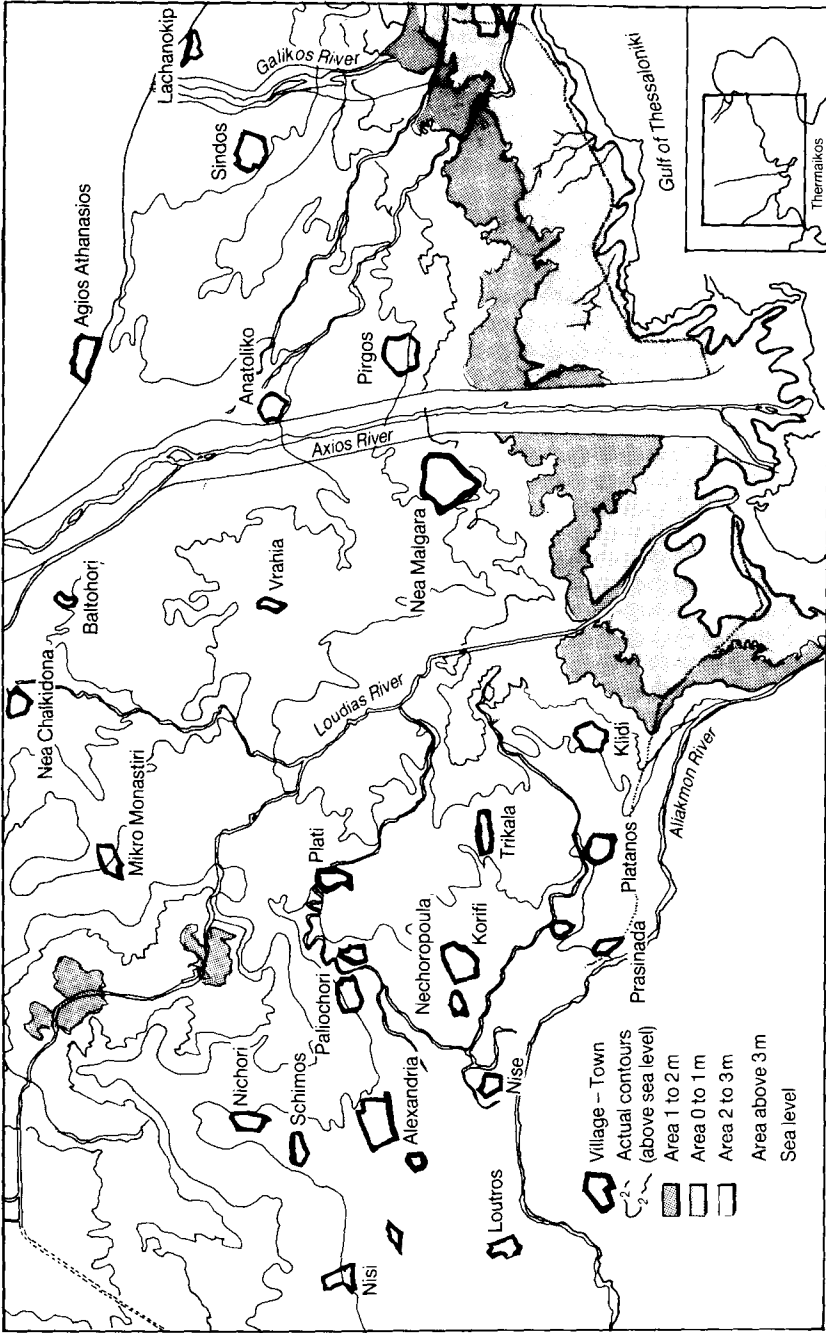 Lachanokip
Galikos River
Sindos
Agios Athanasios
Gulf of Thessaloniki
Thermaikos
Anatoliko
Pirgos
Axios River
Nea Malgara
Vrahia
Baltohori
Nea Chalkidona
Loudias River
Mikro Monastiri
Klidi
Aliakmon River
Plati
Trikala
Platanos
Korifi
Nechoropoula
Prasinada
Paliochori
Nichori
Schimos
Alexandria
Nise
Loutros
Nisi
Village – Town
Actual contours
(above sea level)
Area 1 to 2 m
Area 0 to 1 m
Area 2 to 3 m
Area above 3 m
Sea level
2
2